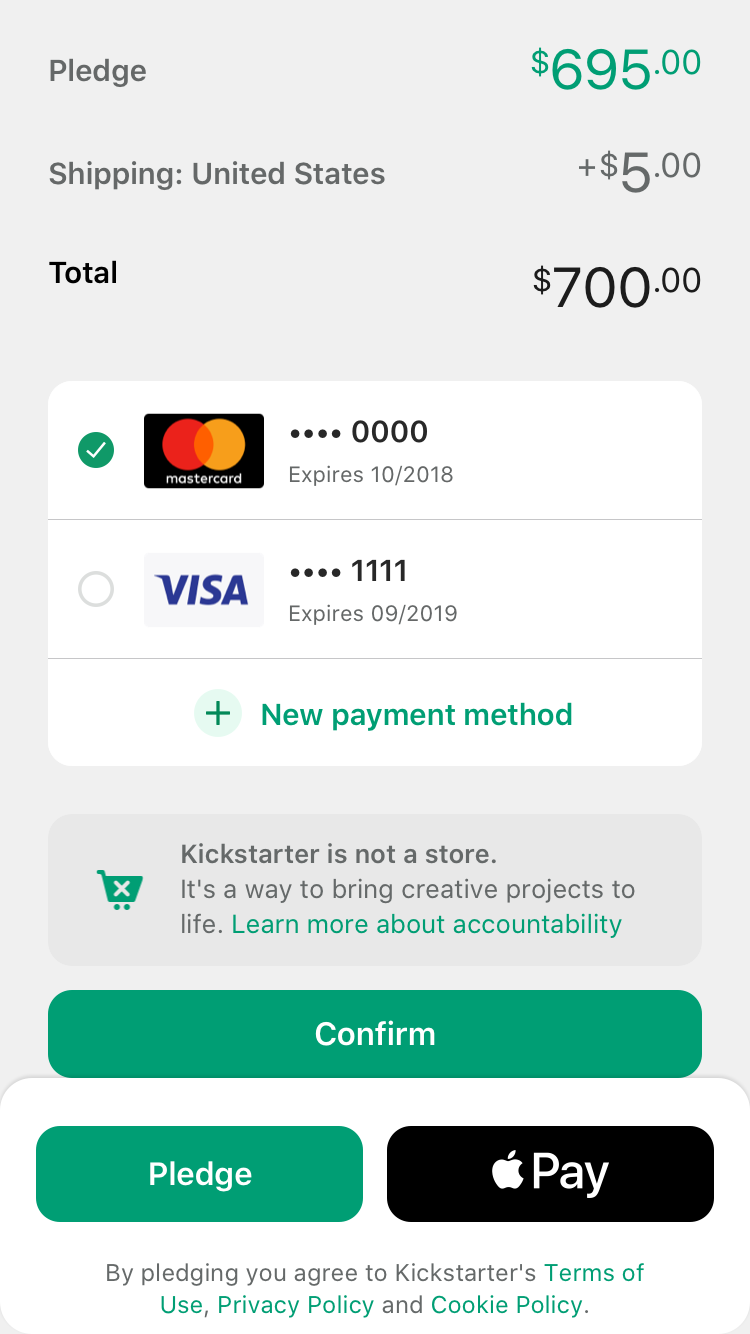 Pledge $695.00
Shipping: United States +$5.00
Total $700.00
mastercard •••• 0000
Expires 10/2018
VISA •••• 1111
Expires 09/2019
+ New payment method
Kickstarter is not a store.
It's a way to bring creative projects to
life. Learn more about accountability
Confirm
Pledge Pay
By pledging you agree to Kickstarter's Terms of
Use, Privacy Policy and Cookie Policy.